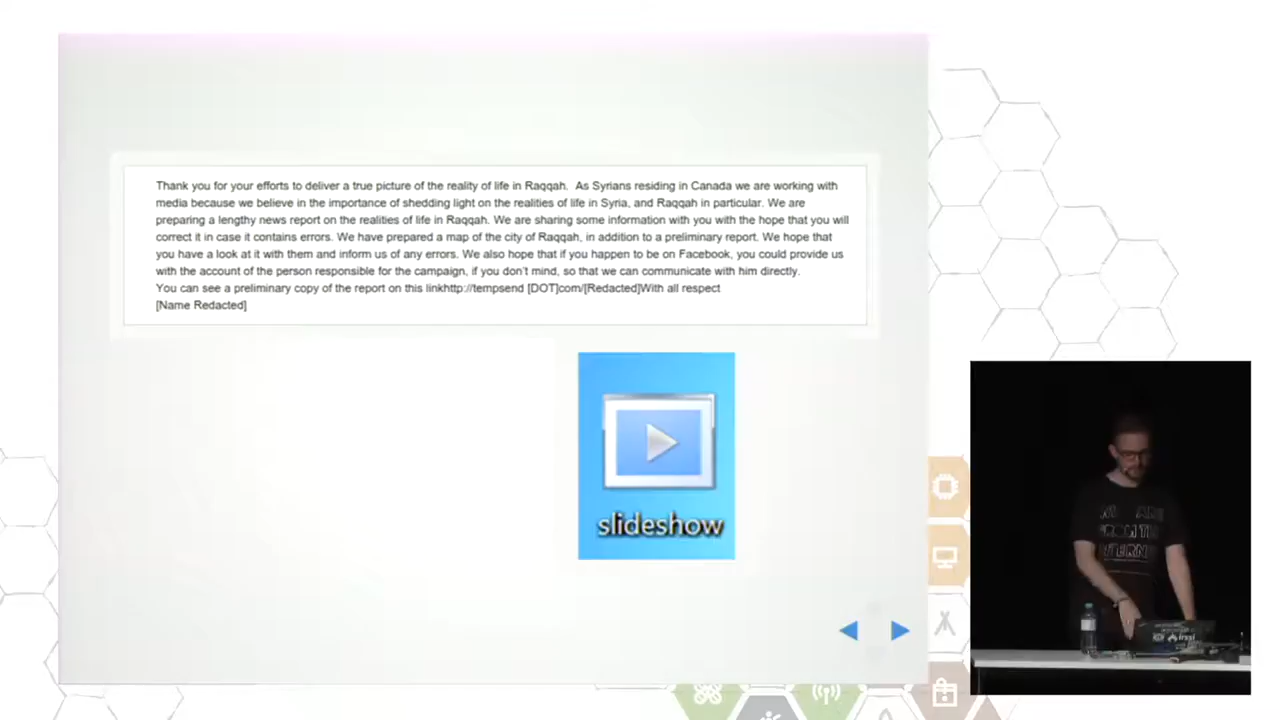 Thank you for your efforts to deliver a true picture of the reality of life in Raqqah.  As Syrians residing in Canada we are working with
media because we believe in the importance of shedding light on the realities of life in Syria, and Raqqah in particular. We are
preparing a lengthy news report on the realities of life in Raqqah. We are sharing some information with you with the hope that you will
correct it in case it contains errors. We have prepared a map of the city of Raqqah, in addition to a preliminary report. We hope that
you have a look at it with them and inform us of any errors. We also hope that if you happen to be on Facebook, you could provide us
with the account of the person responsible for the campaign, if you don't mind, so that we can communicate with him directly.
You can see a preliminary copy of the report on this linkhttp://tempsend [DOT]com/[Redacted]With all respect
[Name Redacted]
slideshow